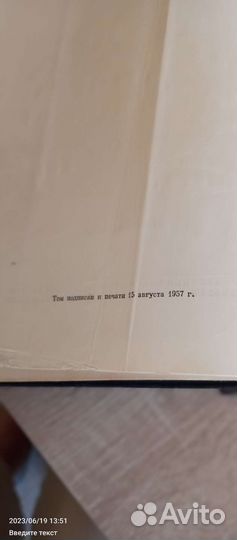 Том подписан к печати 15 августа 1957 г.
2023/06/19 13:51
Введите текст
Avito